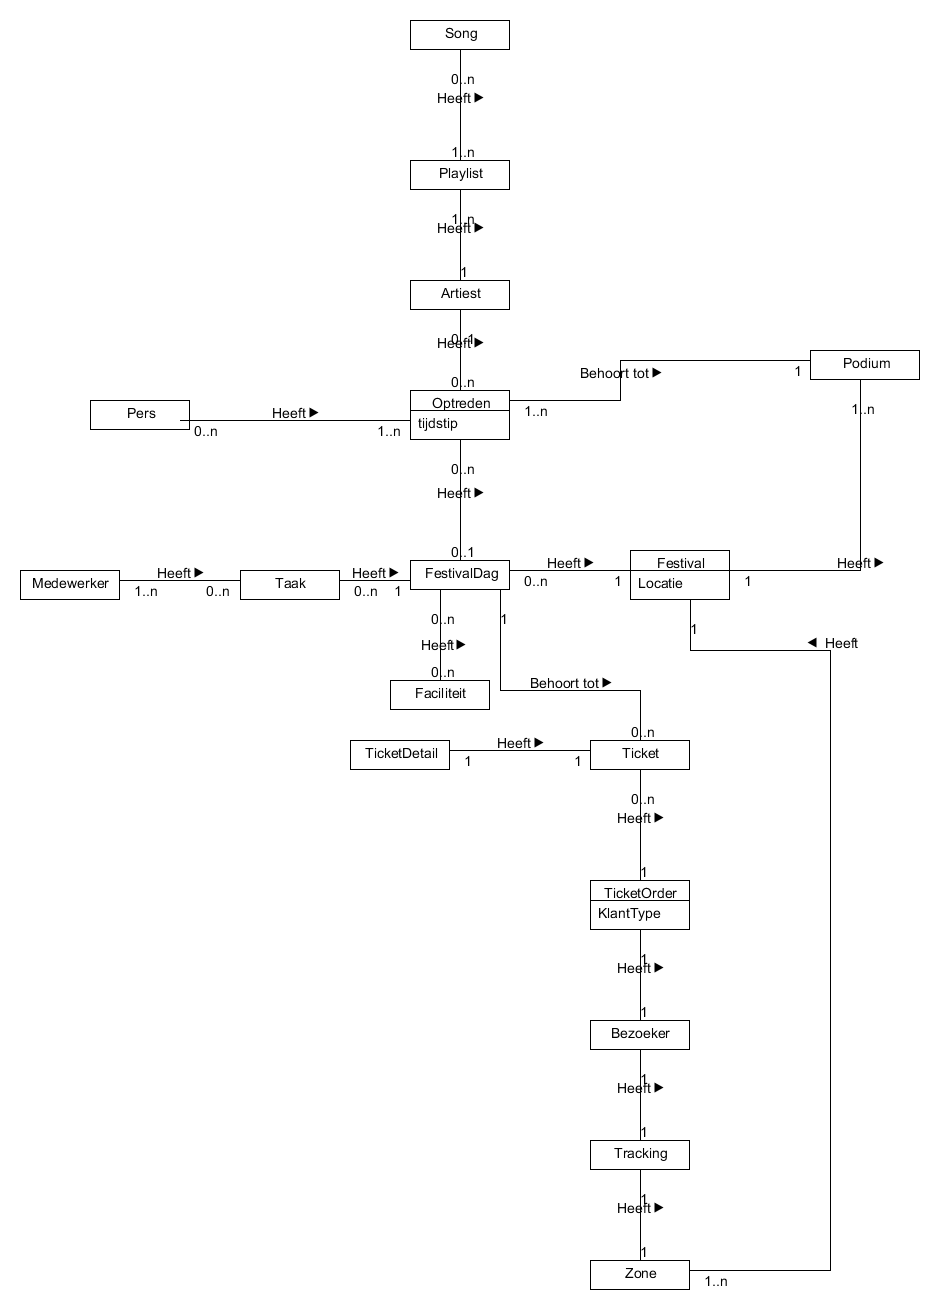 Song
0..n
Heeft ▶
1..n
Playlist
1..n
Heeft ▶
1
Artiest
0..1
Heeft ▶
0..n
Podium
Behoort tot ▶
1
Optreden
tijdstip
1..n
1..n
Pers
Heeft ▶
0..n
1..n
0..n
Heeft ▶
0..1
Medewerker
Heeft ▶
1..n
0..n
Taak
Heeft ▶
0..n
1
FestivalDag
Heeft ▶
0..n
1
Festival
Locatie
1
Heeft ▶
0..n
1
1
Heeft ▶
◀ Heeft
0..n
Faciliteit
Behoort tot ▶
0..n
TicketDetail
Heeft ▶
1
1
Ticket
0..n
Heeft ▶
1
TicketOrder
KlantType
1
Heeft ▶
1
Bezoeker
1
Heeft ▶
1
Tracking
1
Heeft ▶
1
Zone
1..n